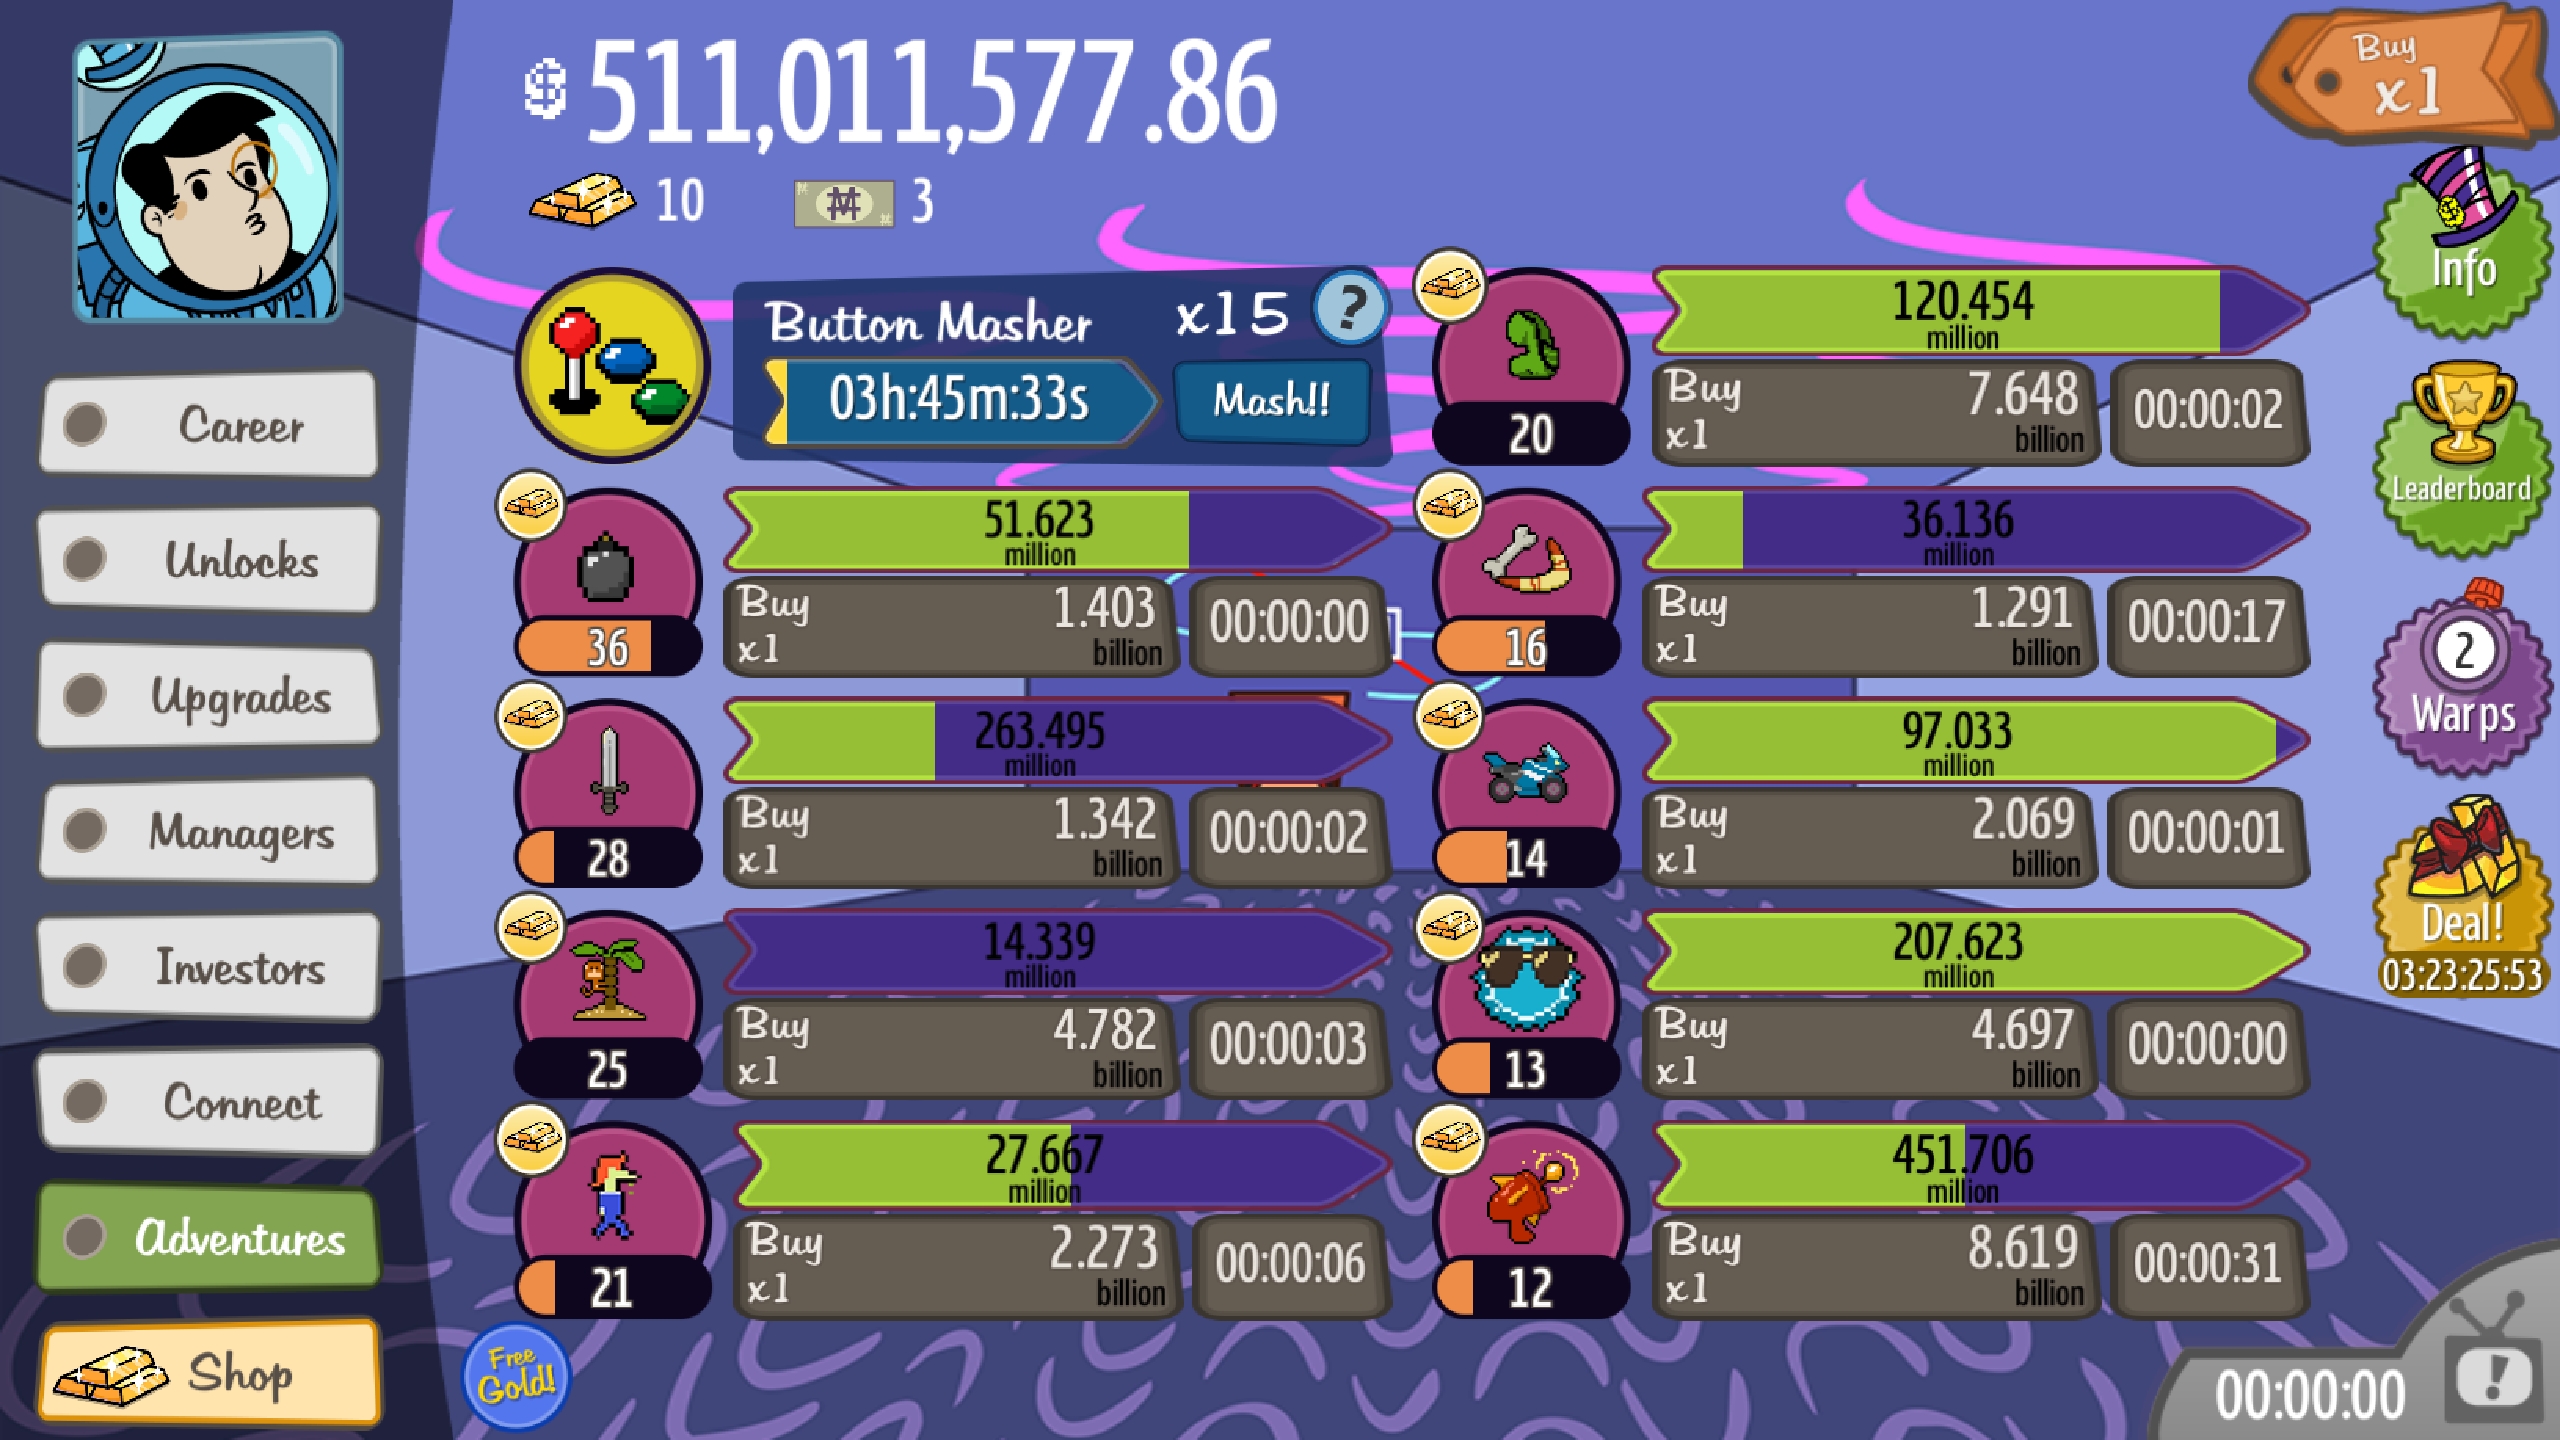 $ 511,011,577.86
Buy
x1
10
3
Info
Leaderboard
2
Warps
Deal!
03:23:25:53
Career
Unlocks
Upgrades
Managers
Investors
Connect
Adventures
Shop
Free
Gold!
Button Masher x15 ?
03h:45m:33s Mash!!
51.623
million
36
Buy 1.403
x1 billion
00:00:00
263.495
million
28
Buy 1.342
x1 billion
00:00:02
14.339
million
25
Buy 4.782
x1 billion
00:00:03
27.667
million
21
Buy 2.273
x1 billion
00:00:06
120.454
million
20
Buy 7.648
x1 billion
00:00:02
36.136
million
16
Buy 1.291
x1 billion
00:00:17
97.033
million
14
Buy 2.069
x1 billion
00:00:01
207.623
million
13
Buy 4.697
x1 billion
00:00:00
451.706
million
12
Buy 8.619
x1 billion
00:00:31
00:00:00
!